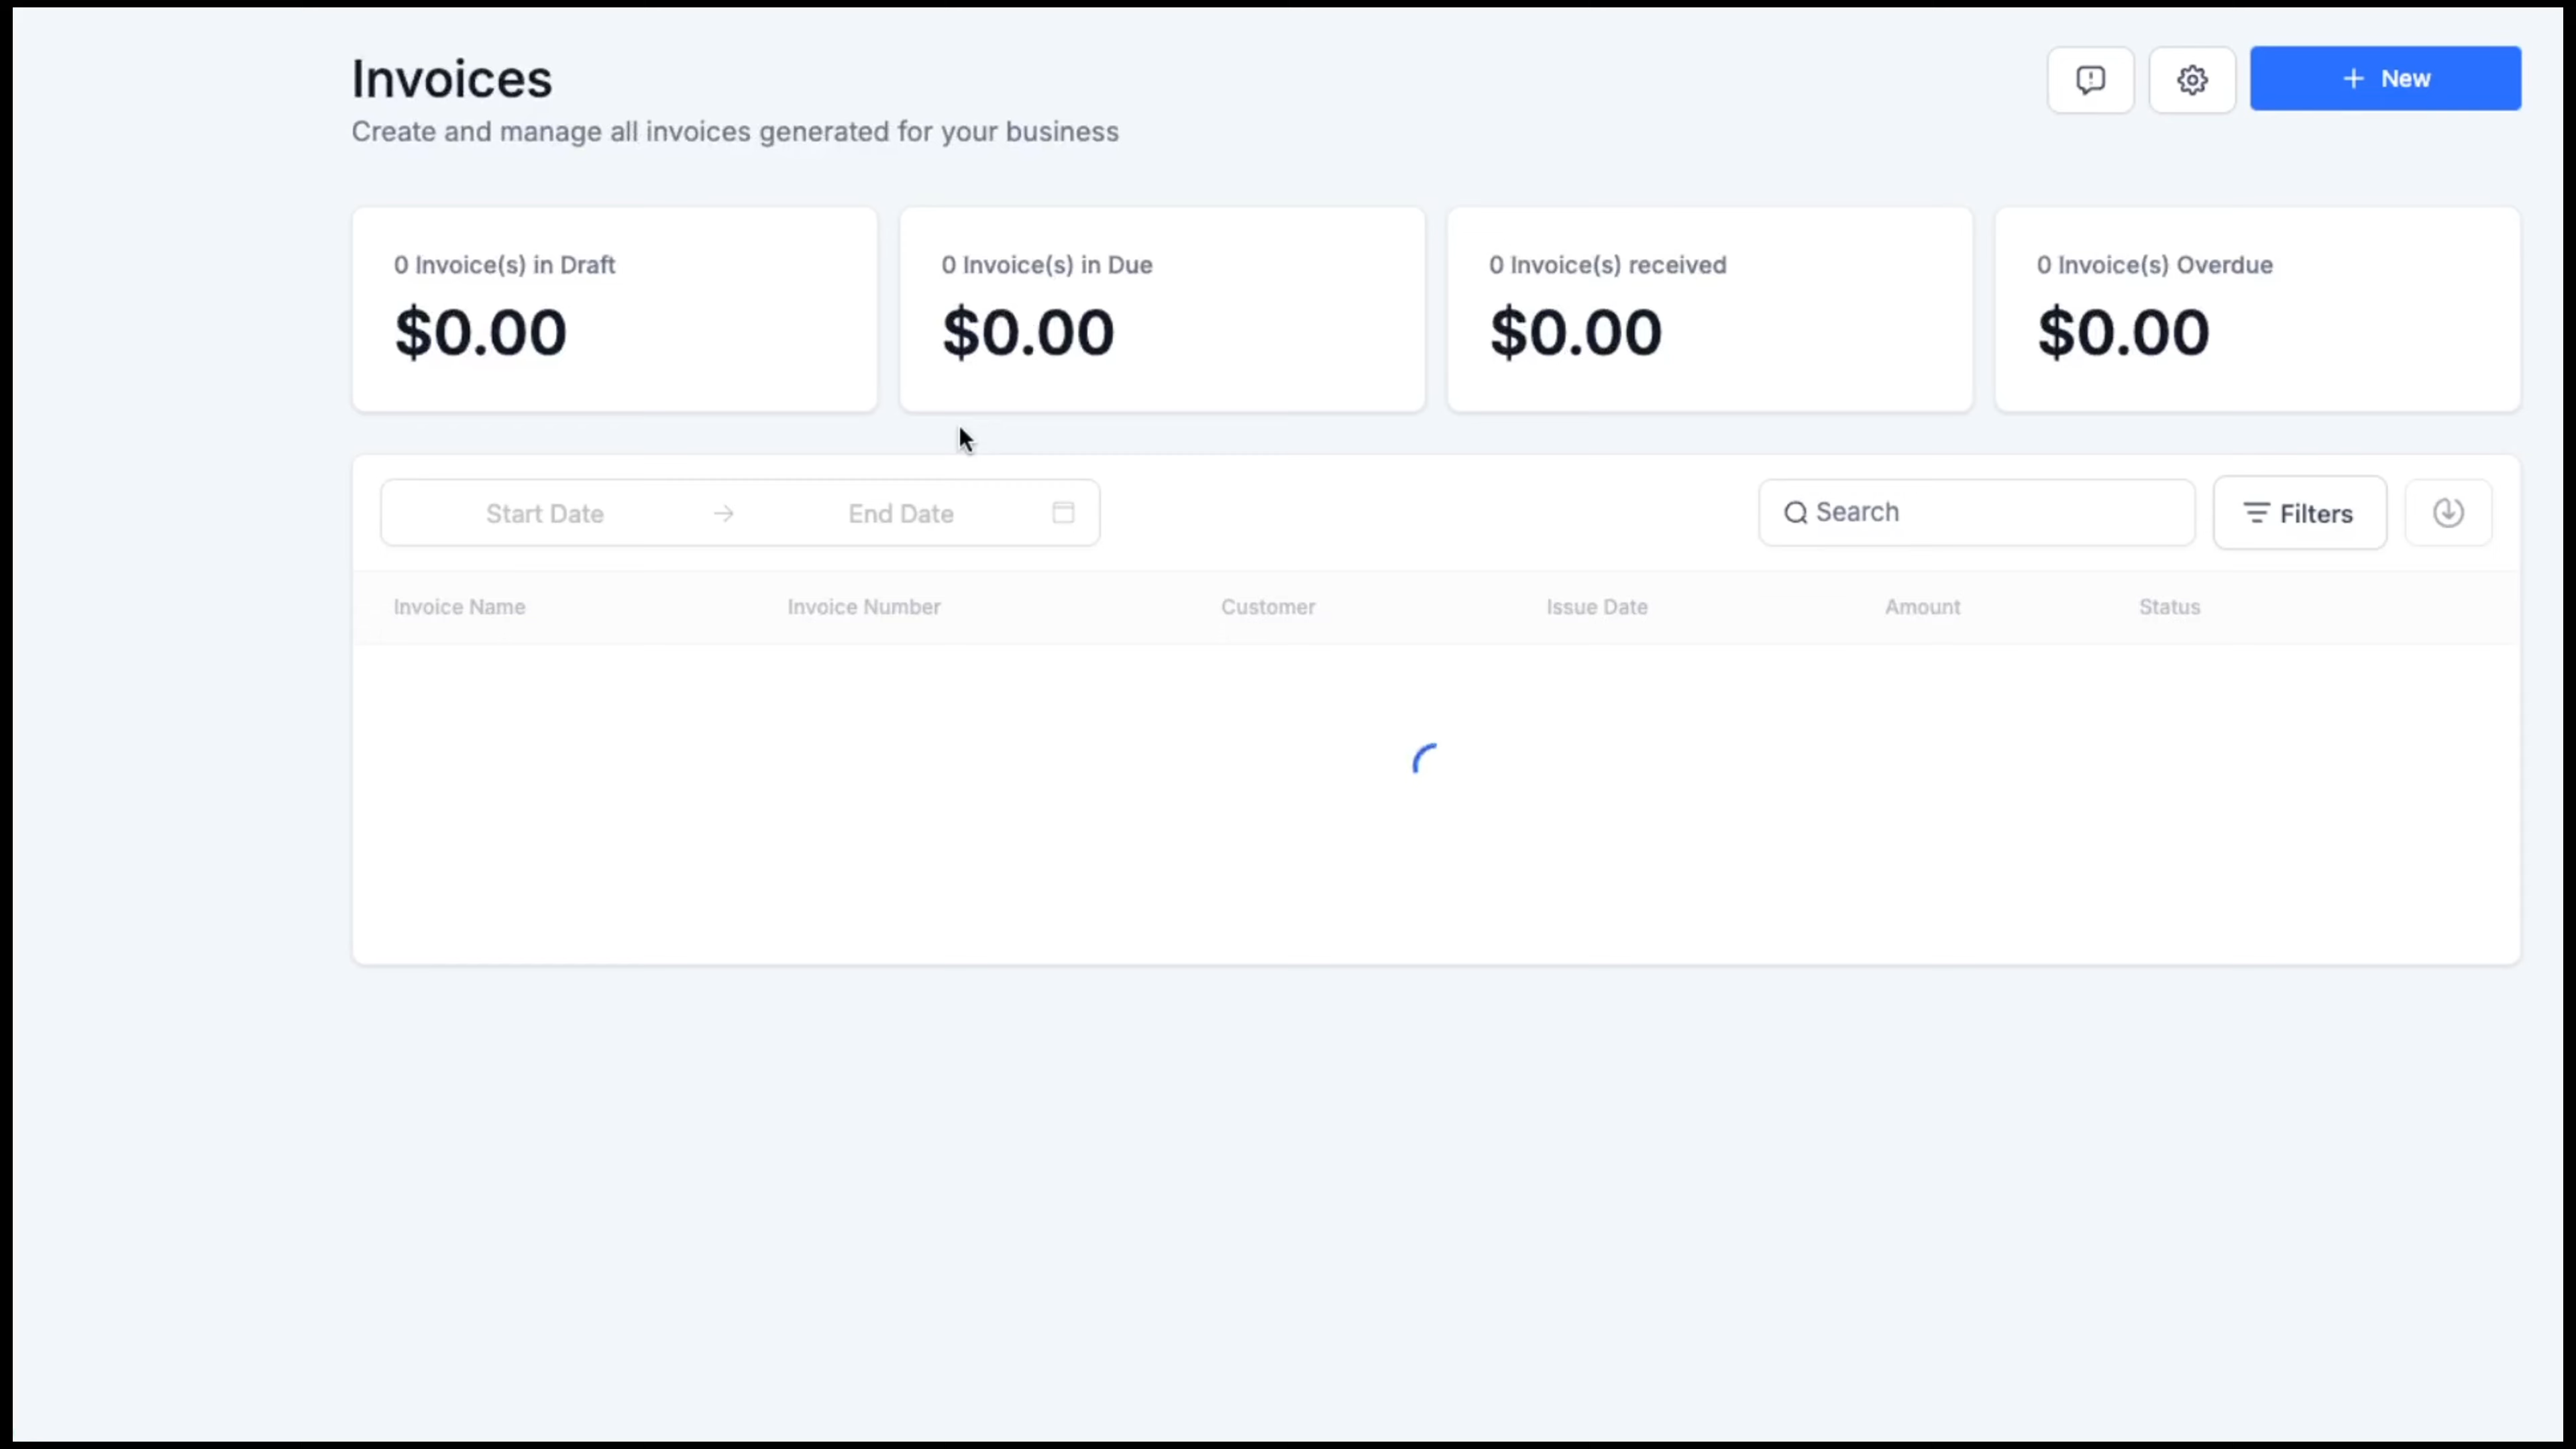 Invoices
Create and manage all invoices generated for your business
New
0 Invoice(s) in Draft
$0.00
0 Invoice(s) in Due
$0.00
0 Invoice(s) received
$0.00
0 Invoice(s) Overdue
$0.00
Start Date → End Date
Search
Filters
Invoice Name Invoice Number Customer Issue Date Amount Status